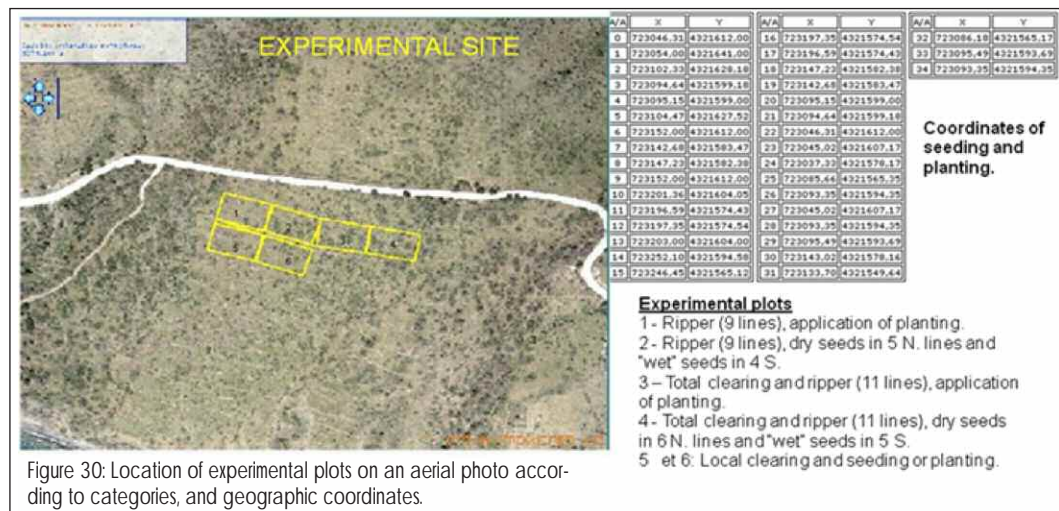 EXPERIMENTAL SITE
1
2
4
6
A/A X Y
0 723046.31 4321612.00
1 723054.00 4321641.00
2 723102.33 4321628.18
3 723094.64 4321599.18
4 723095.15 4321599.00
5 723104.47 4321627.52
6 723152.00 4321612.00
7 723142.68 4321583.47
8 723147.23 4321582.38
9 723152.00 4321612.00
10 723201.36 4321604.05
11 723196.59 4321574.43
12 723197.35 4321574.54
13 723203.00 4321604.00
14 723252.10 4321594.58
15 723246.45 4321565.12
A/A X Y
16 723197.35 4321574.54
17 723196.59 4321574.43
18 723147.23 4321582.38
19 723142.68 4321583.47
20 723095.15 4321599.00
21 723094.64 4321599.18
22 723046.31 4321612.00
23 723045.02 4321607.17
24 723037.33 4321578.17
25 723085.66 4321565.35
26 723093.35 4321594.35
27 723045.02 4321607.17
28 723093.35 4321594.35
29 723095.49 4321593.69
30 723143.02 4321578.16
31 723133.70 4321549.64
A/A X Y
32 723086.18 4321565.17
33 723095.49 4321593.69
34 723093.35 4321594.35
Coordinates of
seeding and
planting.
Experimental plots
1 - Ripper (9 lines), application of planting.
2 - Ripper (9 lines), dry seeds in 5 N. lines and
"wet" seeds in 4 S.
3 – Total clearing and ripper (11 lines), application
of planting.
4 - Total clearing and ripper (11 lines), dry seeds
in 6 N. lines and "wet" seeds in 5 S.
5 et 6: Local clearing and seeding or planting.
Figure 30: Location of experimental plots on an aerial photo accor-
ding to categories, and geographic coordinates.